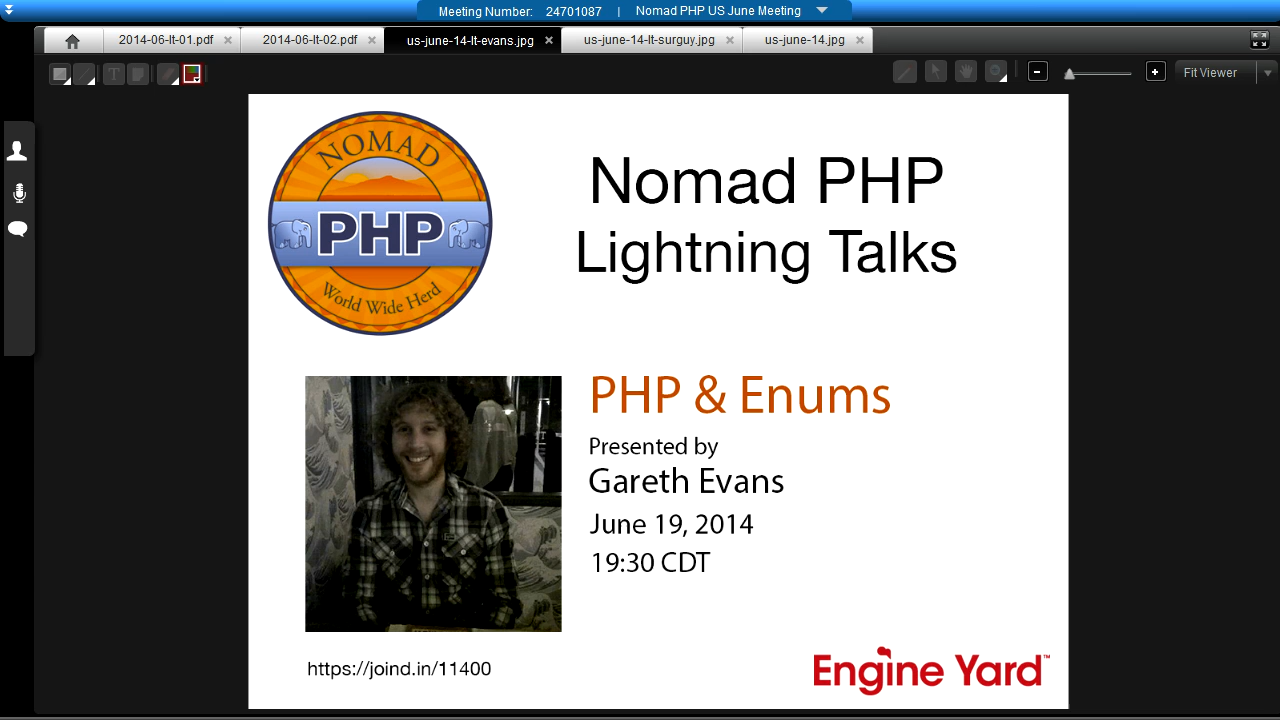 Meeting Number: 24701087 | Nomad PHP US June Meeting
2014-06-lt-01.pdf
2014-06-lt-02.pdf
us-june-14-lt-evans.jpg
us-june-14-lt-surguy.jpg
us-june-14.jpg
T
Fit Viewer
NOMAD
PHP
World Wide Herd
Nomad PHP
Lightning Talks
PHP & Enums
Presented by
Gareth Evans
June 19, 2014
19:30 CDT
https://joind.in/11400
Engine Yard™